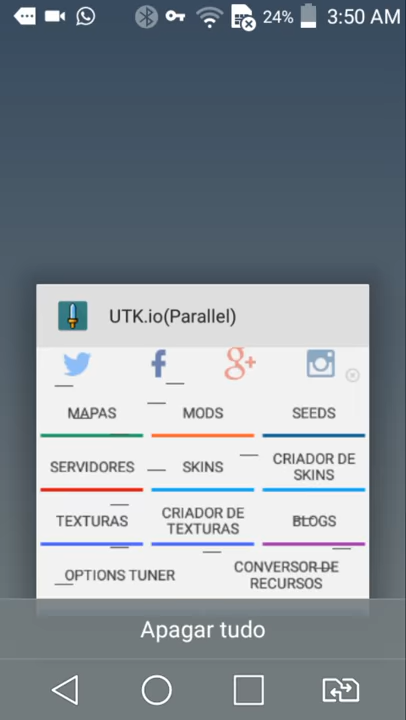 24% 3:50 AM
UTK.io(Parallel)
MAPAS MODS SEEDS
SERVIDORES SKINS CRIADOR DE
SKINS
TEXTURAS CRIADOR DE
TEXTURAS BLOGS
OPTIONS TUNER CONVERSOR DE
RECURSOS
Apagar tudo